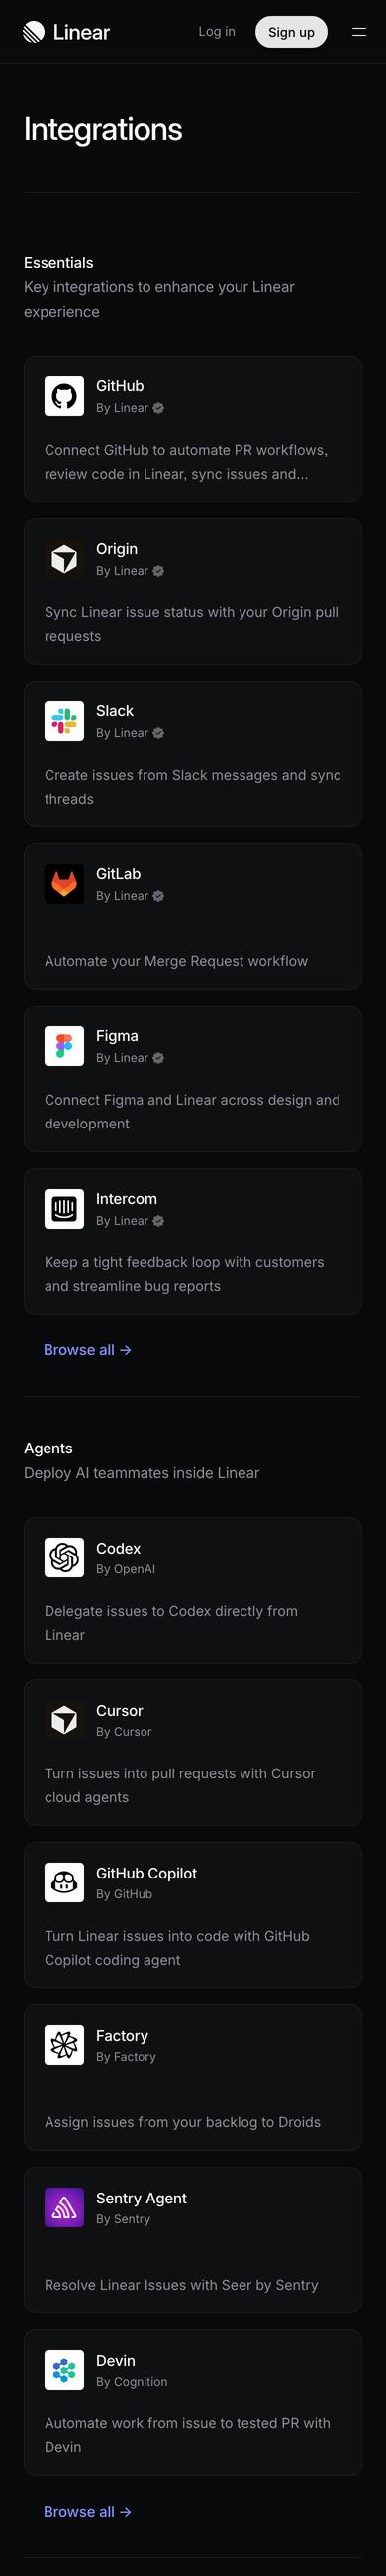 Linear
Log in
Sign up
Integrations
Essentials
Key integrations to enhance your Linear
experience
GitHub
By Linear
Connect GitHub to automate PR workflows,
review code in Linear, sync issues and...
Origin
By Linear
Sync Linear issue status with your Origin pull
requests
Slack
By Linear
Create issues from Slack messages and sync
threads
GitLab
By Linear
Automate your Merge Request workflow
Figma
By Linear
Connect Figma and Linear across design and
development
Intercom
By Linear
Keep a tight feedback loop with customers
and streamline bug reports
Browse all →
Agents
Deploy AI teammates inside Linear
Codex
By OpenAI
Delegate issues to Codex directly from
Linear
Cursor
By Cursor
Turn issues into pull requests with Cursor
cloud agents
GitHub Copilot
By GitHub
Turn Linear issues into code with GitHub
Copilot coding agent
Factory
By Factory
Assign issues from your backlog to Droids
Sentry Agent
By Sentry
Resolve Linear Issues with Seer by Sentry
Devin
By Cognition
Automate work from issue to tested PR with
Devin
Browse all →